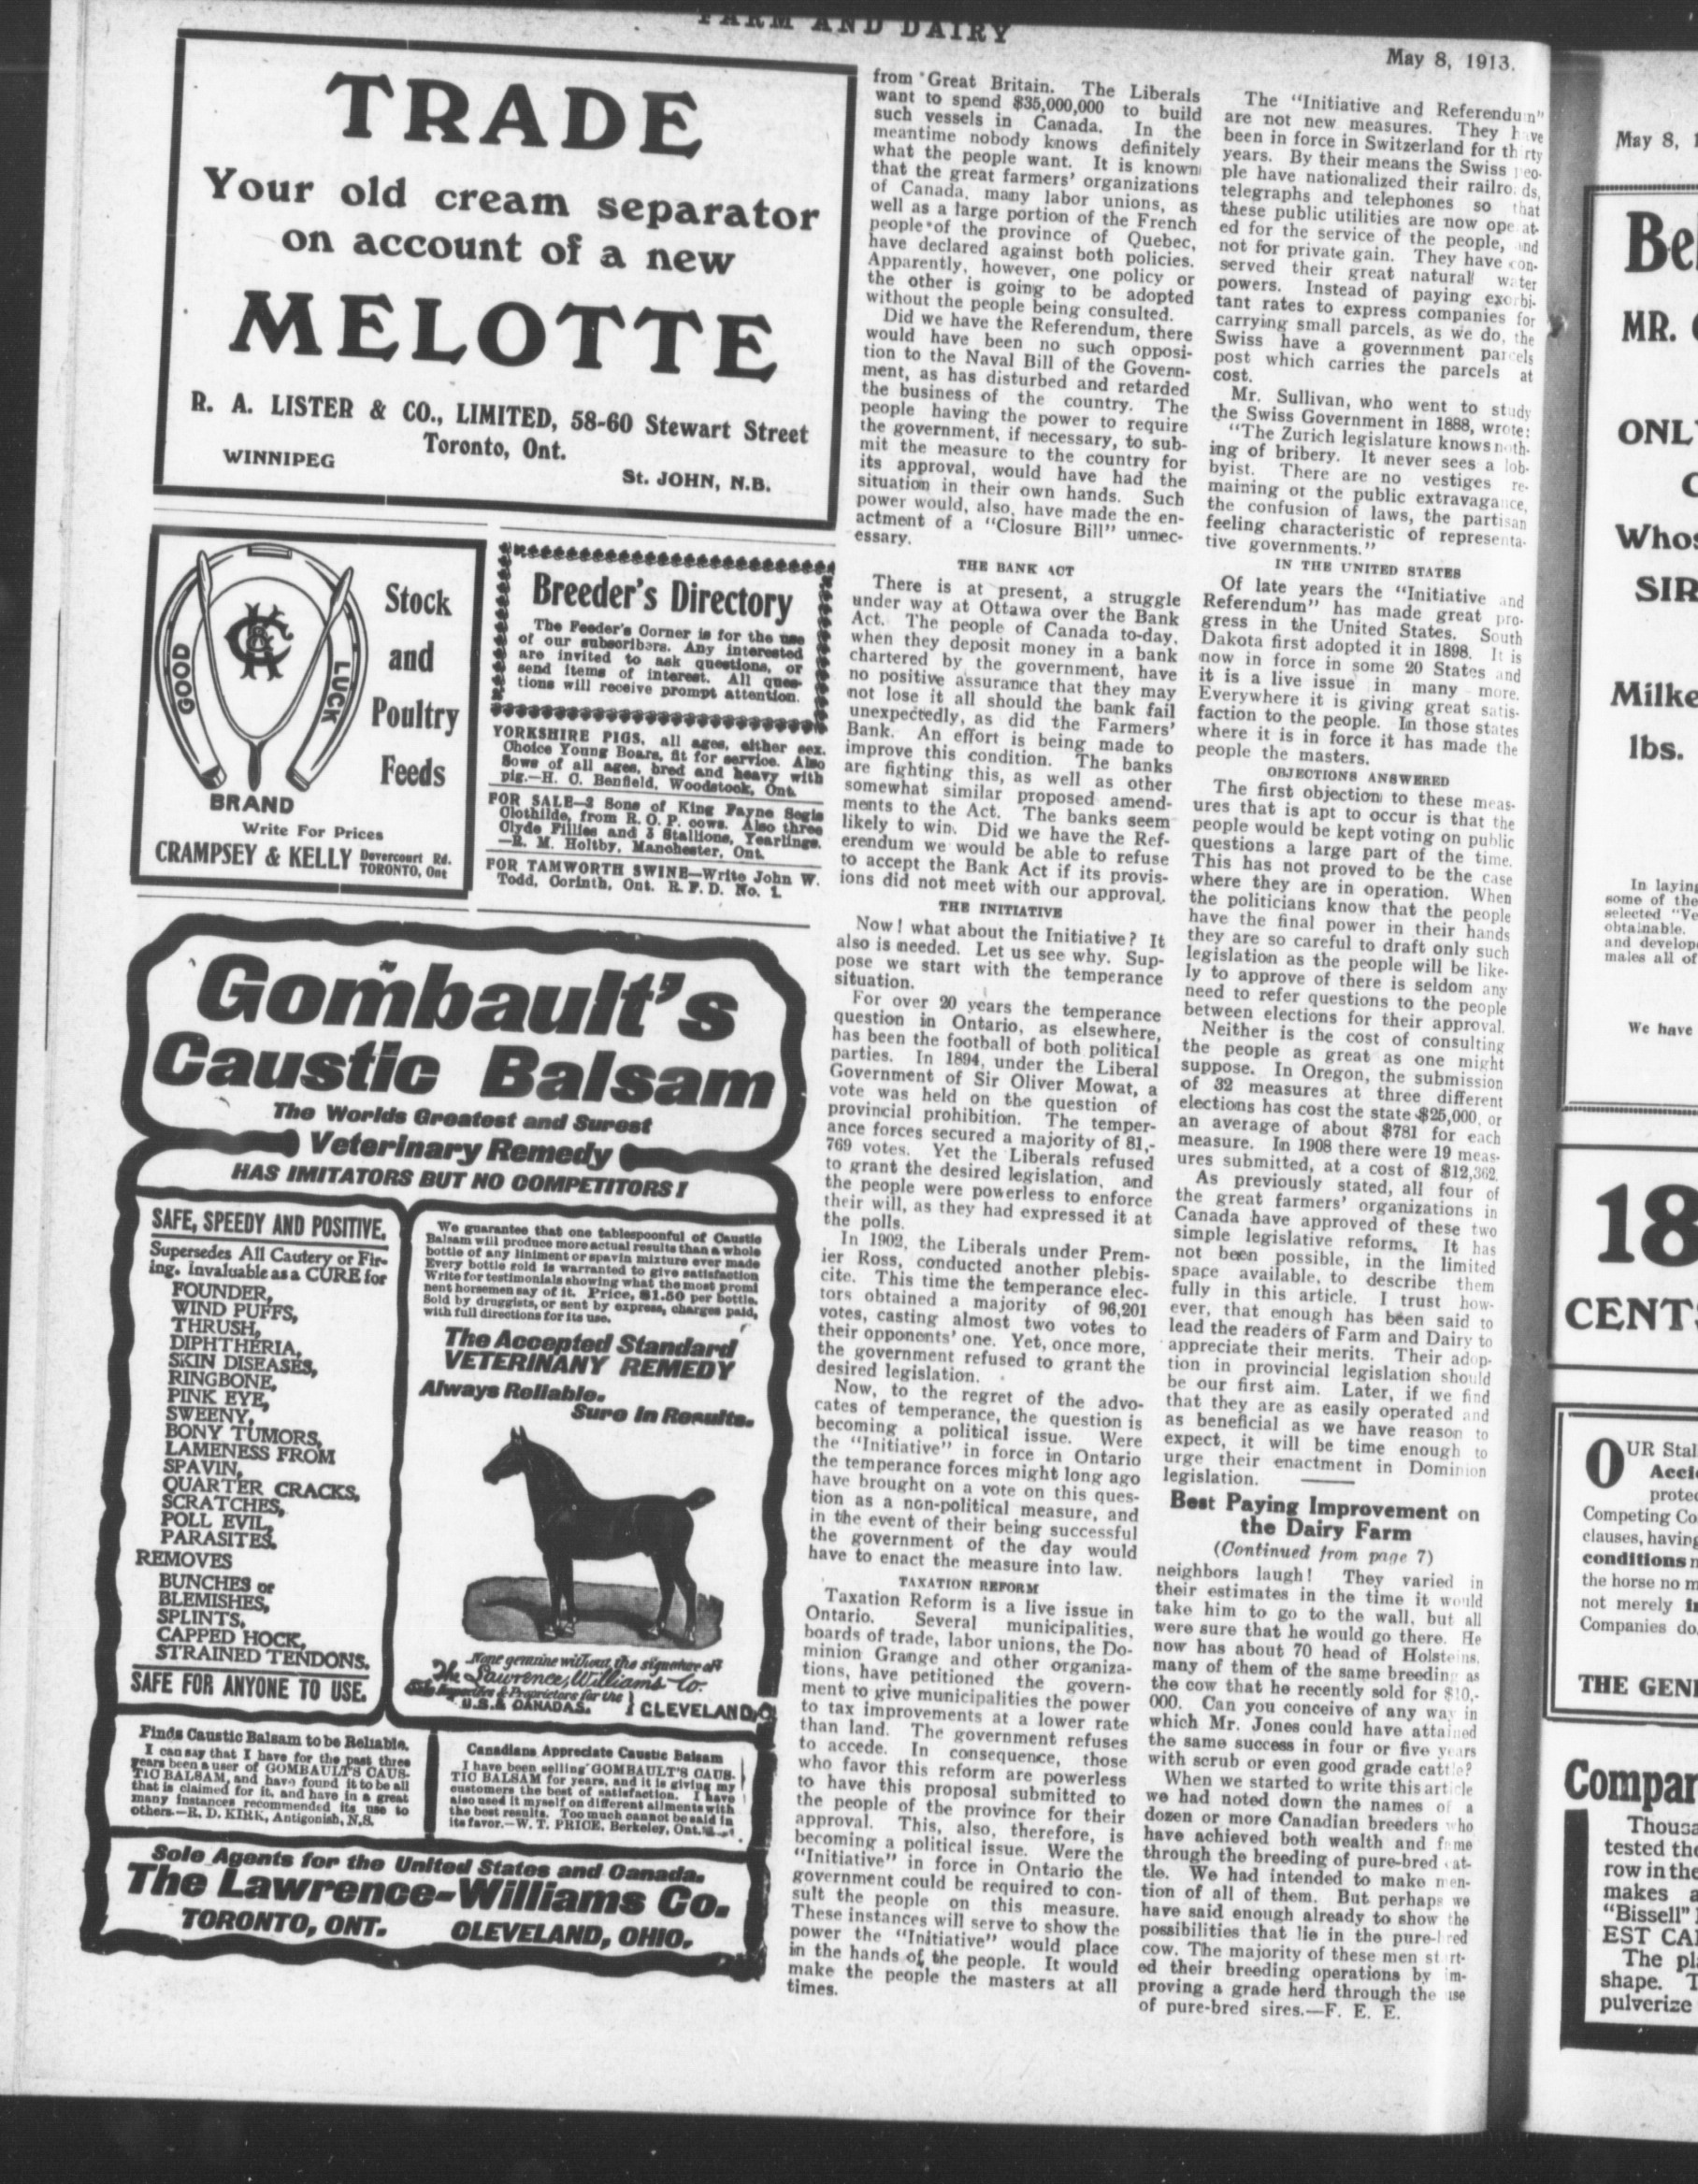 FARM AND DAIRY
May 8, 1913.
TRADE
Your old cream separator
on account of a new
MELOTTE
R. A. LISTER & CO., LIMITED, 58-60 Stewart Street
Toronto, Ont.
WINNIPEG
St. JOHN, N.B.
GOOD
LUCK
BRAND
Stock
and
Poultry
Feeds
Write For Prices
CRAMPSEY & KELLY Dovercourt Rd.
TORONTO, Ont
Breeder's Directory
The Feeder's Corner is for the use
of our subscribers. Any interested
are invited to ask questions, or
send items of interest. All ques-
tions will receive prompt attention.
YORKSHIRE PIGS, all ages, either sex.
Choice Young Boars, fit for service. Also
Sows of all ages, bred and heavy with
pig.—H. C. Benfield, Woodstock, Ont.
FOR SALE—2 Sons of King Fayne Segis
Clothilde, from R. O. P. cows. Also three
Clyde Fillies and 3 Stallions, Yearlings.
—R. M. Holtby, Manchester, Ont.
FOR TAMWORTH SWINE—Write John W.
Todd, Corinth, Ont. R. F. D. No. 1.
Gombault's
Caustic Balsam
The Worlds Greatest and Surest
Veterinary Remedy
HAS IMITATORS BUT NO COMPETITORS!
SAFE, SPEEDY AND POSITIVE.
Supersedes All Cautery or Fir-
ing. Invaluable as a CURE for
FOUNDER,
WIND PUFFS,
THRUSH,
DIPHTHERIA,
SKIN DISEASES,
RINGBONE,
PINK EYE,
SWEENY,
BONY TUMORS,
LAMENESS FROM
SPAVIN,
QUARTER CRACKS,
SCRATCHES,
POLL EVIL,
PARASITES.
REMOVES
BUNCHES or
BLEMISHES,
SPLINTS,
CAPPED HOCK,
STRAINED TENDONS.
SAFE FOR ANYONE TO USE.
We guarantee that one tablespoonful of Caustic
Balsam will produce more actual results than a whole
bottle of any liniment or spavin mixture ever made
Every bottle sold is warranted to give satisfaction
Write for testimonials showing what the most promi
nent horsemen say of it. Price, $1.50 per bottle.
Sold by druggists, or sent by express, charges paid,
with full directions for its use.
The Accepted Standard
VETERINANY REMEDY
Always Reliable.
Sure in Results.
None genuine without the signature of
The Lawrence, Williams Co.
Sole Importers & Proprietors for the
U.S. & CANADAS.
CLEVELAND, O.
Finds Caustic Balsam to be Reliable.
I can say that I have for the past three
years been a user of GOMBAULT'S CAUS-
TIC BALSAM, and have found it to be all
that is claimed for it, and have in a great
many instances recommended its use to
others.—R. D. KIRK, Antigonish, N.S.
Canadians Appreciate Caustic Balsam
I have been selling GOMBAULT'S CAUS-
TIC BALSAM for years, and it is giving my
customers the best of satisfaction. I have
also used it myself on different ailments with
the best results. Too much cannot be said in
its favor.—W. T. PRICE, Berkeley, Ont.
Sole Agents for the United States and Canada.
The Lawrence-Williams Co.
TORONTO, ONT. CLEVELAND, OHIO.
from Great Britain. The Liberals
want to spend $35,000,000 to build
such vessels in Canada. In the
meantime nobody knows definitely
what the people want. It is known
that the great farmers' organizations
of Canada, many labor unions, as
well as a large portion of the French
people of the province of Quebec,
have declared against both policies.
Apparently, however, one policy or
the other is going to be adopted
without the people being consulted.
Did we have the Referendum, there
would have been no such opposi-
tion to the Naval Bill of the Govern-
ment, as has disturbed and retarded
the business of the country. The
people having the power to require
the government, if necessary, to sub-
mit the measure to the country for
its approval, would have had the
situation in their own hands. Such
power would, also, have made the en-
actment of a "Closure Bill" unnec-
essary.
THE BANK ACT
There is at present, a struggle
under way at Ottawa over the Bank
Act. The people of Canada to-day,
when they deposit money in a bank
chartered by the government, have
no positive assurance that they may
not lose it all should the bank fail
unexpectedly, as did the Farmers'
Bank. An effort is being made to
improve this condition. The banks
are fighting this, as well as other
somewhat similar proposed amend-
ments to the Act. The banks seem
likely to win. Did we have the Ref-
erendum we would be able to refuse
to accept the Bank Act if its provis-
ions did not meet with our approval.
THE INITIATIVE
Now! what about the Initiative? It
also is needed. Let us see why. Sup-
pose we start with the temperance
situation.
For over 20 years the temperance
question in Ontario, as elsewhere,
has been the football of both political
parties. In 1894, under the Liberal
Government of Sir Oliver Mowat, a
vote was held on the question of
provincial prohibition. The temper-
ance forces secured a majority of 81,-
769 votes. Yet the Liberals refused
to grant the desired legislation, and
the people were powerless to enforce
their will, as they had expressed it at
the polls.
In 1902, the Liberals under Prem-
ier Ross, conducted another plebis-
cite. This time the temperance elec-
tors obtained a majority of 96,201
votes, casting almost two votes to
their opponents' one. Yet, once more,
the government refused to grant the
desired legislation.
Now, to the regret of the advo-
cates of temperance, the question is
becoming a political issue. Were
the "Initiative" in force in Ontario
the temperance forces might long ago
have brought on a vote on this ques-
tion as a non-political measure, and
in the event of their being successful
the government of the day would
have to enact the measure into law.
TAXATION REFORM
Taxation Reform is a live issue in
Ontario. Several municipalities,
boards of trade, labor unions, the Do-
minion Grange and other organiza-
tions, have petitioned the govern-
ment to give municipalities the power
to tax improvements at a lower rate
than land. The government refuses
to accede. In consequence, those
who favor this reform are powerless
to have this proposal submitted to
the people of the province for their
approval. This, also, therefore, is
becoming a political issue. Were the
"Initiative" in force in Ontario the
government could be required to con-
sult the people on this measure.
These instances will serve to show the
power the "Initiative" would place
in the hands of the people. It would
make the people the masters at all
times.
The "Initiative and Referendum"
are not new measures. They have
been in force in Switzerland for thirty
years. By their means the Swiss peo-
ple have nationalized their railroads,
telegraphs and telephones so that
these public utilities are now operat-
ed for the service of the people, and
not for private gain. They have con-
served their great natural water
powers. Instead of paying exorbi-
tant rates to express companies for
carrying small parcels, as we do, the
Swiss have a government parcels
post which carries the parcels at
cost.
Mr. Sullivan, who went to study
the Swiss Government in 1888, wrote:
"The Zurich legislature knows noth-
ing of bribery. It never sees a lob-
byist. There are no vestiges re-
maining of the public extravagance,
the confusion of laws, the partisan
feeling characteristic of representa-
tive governments."
IN THE UNITED STATES
Of late years the "Initiative and
Referendum" has made great pro-
gress in the United States. South
Dakota first adopted it in 1898. It is
now in force in some 20 States and
it is a live issue in many more.
Everywhere it is giving great satis-
faction to the people. In those states
where it is in force it has made the
people the masters.
OBJECTIONS ANSWERED
The first objection to these meas-
ures that is apt to occur is that the
people would be kept voting on public
questions a large part of the time.
This has not proved to be the case
where they are in operation. When
the politicians know that the people
have the final power in their hands
they are so careful to draft only such
legislation as the people will be like-
ly to approve of there is seldom any
need to refer questions to the people
between elections for their approval.
Neither is the cost of consulting
the people as great as one might
suppose. In Oregon, the submission
of 32 measures at three different
elections has cost the state $25,000, or
an average of about $781 for each
measure. In 1908 there were 19 meas-
ures submitted, at a cost of $12,362.
As previously stated, all four of
the great farmers' organizations in
Canada have approved of these two
simple legislative reforms. It has
not been possible, in the limited
space available, to describe them
fully in this article. I trust how-
ever, that enough has been said to
lead the readers of Farm and Dairy to
appreciate their merits. Their adop-
tion in provincial legislation should
be our first aim. Later, if we find
that they are as easily operated and
as beneficial as we have reason to
expect, it will be time enough to
urge their enactment in Dominion
legislation.
Best Paying Improvement on
the Dairy Farm
(Continued from page 7)
neighbors laugh! They varied in
their estimates in the time it would
take him to go to the wall, but all
were sure that he would go there. He
now has about 70 head of Holsteins,
many of them of the same breeding as
the cow that he recently sold for $10,-
000. Can you conceive of any way in
which Mr. Jones could have attained
the same success in four or five years
with scrub or even good grade cattle?
When we started to write this article
we had noted down the names of a
dozen or more Canadian breeders who
have achieved both wealth and fame
through the breeding of pure-bred cat-
tle. We had intended to make men-
tion of all of them. But perhaps we
have said enough already to show the
possibilities that lie in the pure-bred
cow. The majority of these men start-
ed their breeding operations by im-
proving a grade herd through the use
of pure-bred sires.—F. E. E.
May 8, 1
Bel
MR.
ONL
Whos
SIR
Milke
lbs.
In laying
some of the
selected "Ve
obtainable.
and develop
males all of
We have
18
CENT
OUR Stal
Accid
protec
Competing Co
clauses, having
conditions
the horse no m
not merely
Companies do.
THE GENE
Compar
Thousa
tested the
row in the
makes a
"Bissell"
EST CA
The pla
shape. T
pulverize